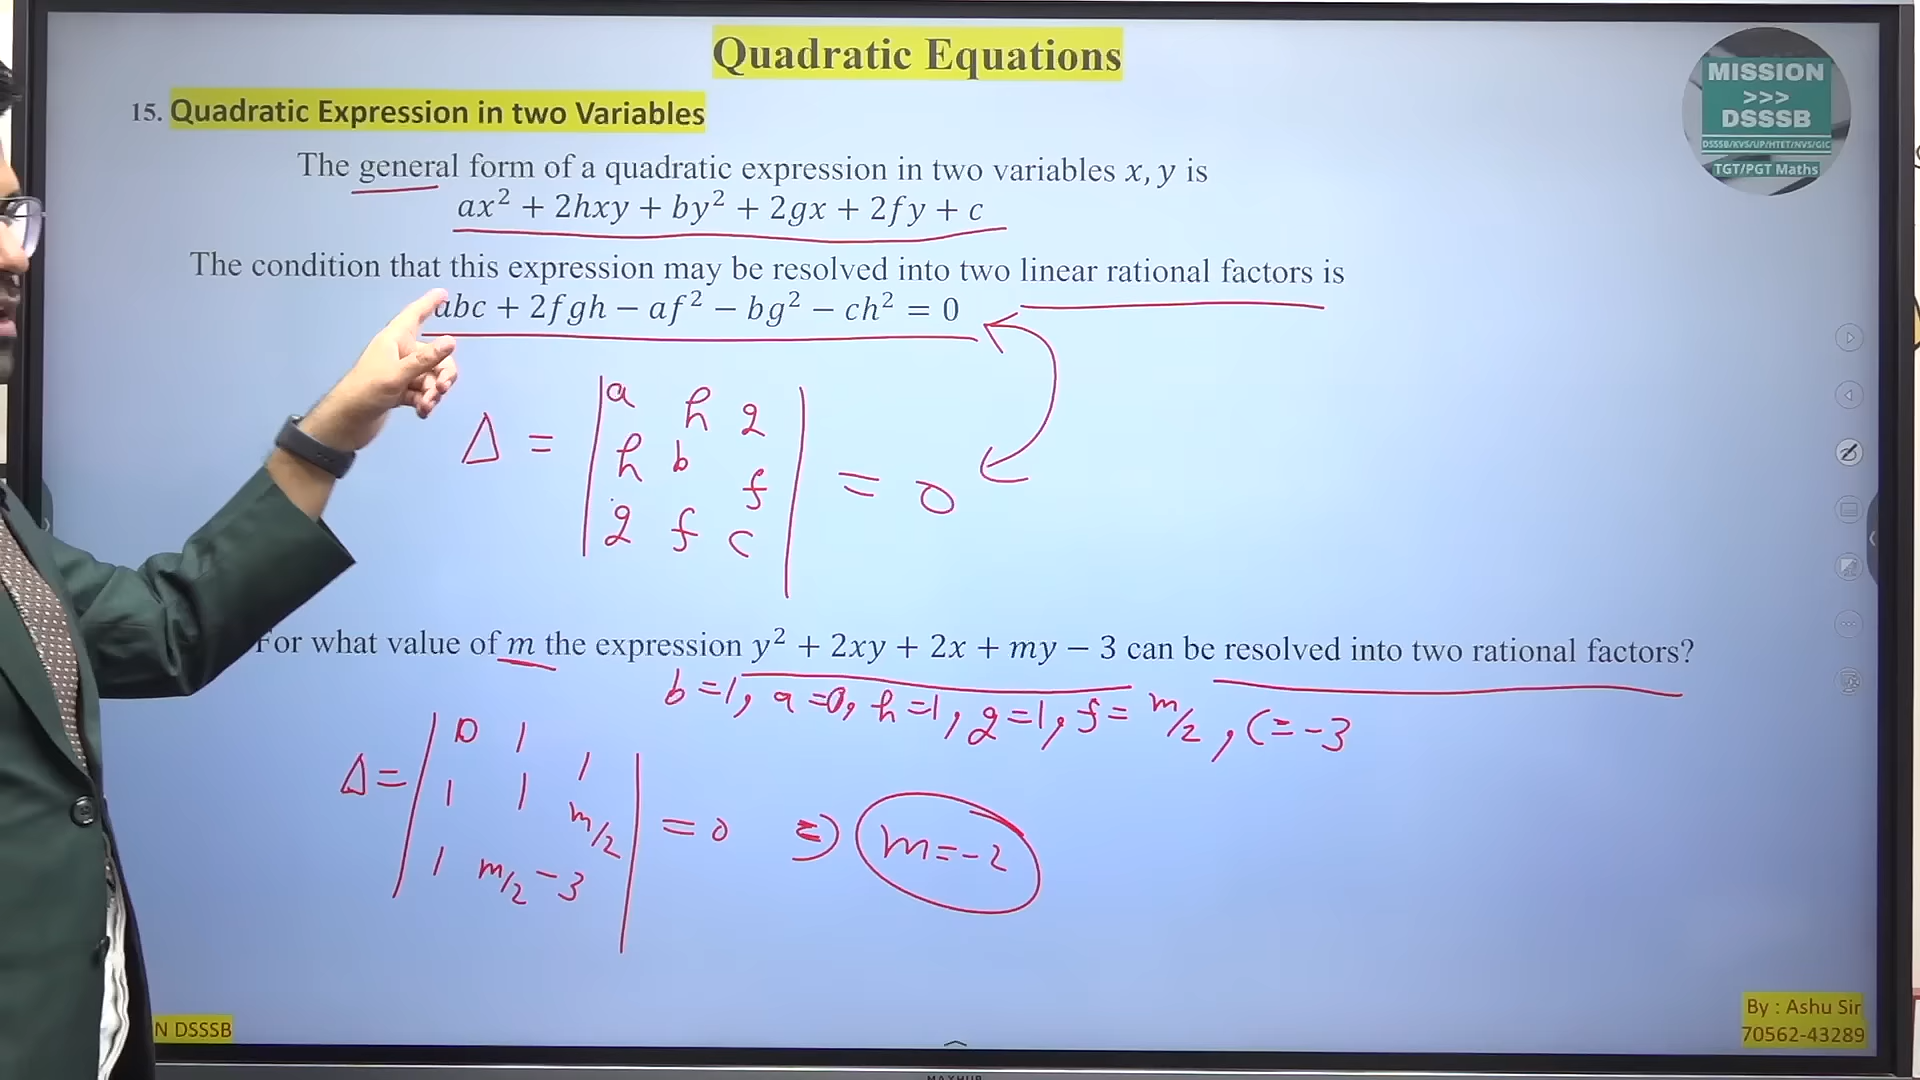 Quadratic Equations
MISSION
>>>
DSSSB
DSSSB/KVS/UP/HTET/NVS/GIC
TGT/PGT Maths
15. Quadratic Expression in two Variables
The general form of a quadratic expression in two variables x, y is
ax² + 2hxy + by² + 2gx + 2fy + c
The condition that this expression may be resolved into two linear rational factors is
abc + 2fgh − af² − bg² − ch² = 0
a h g
Δ = h b f = 0
g f c
For what value of m the expression y² + 2xy + 2x + my − 3 can be resolved into two rational factors?
b=1, a=0, h=1, g=1, f= m/2, c=-3
0 1 1
Δ= 1 1 m/2 =0 ⇒ m=-2
1 m/2 -3
N DSSSB
By : Ashu Sir
70562-43289
MAXHUB